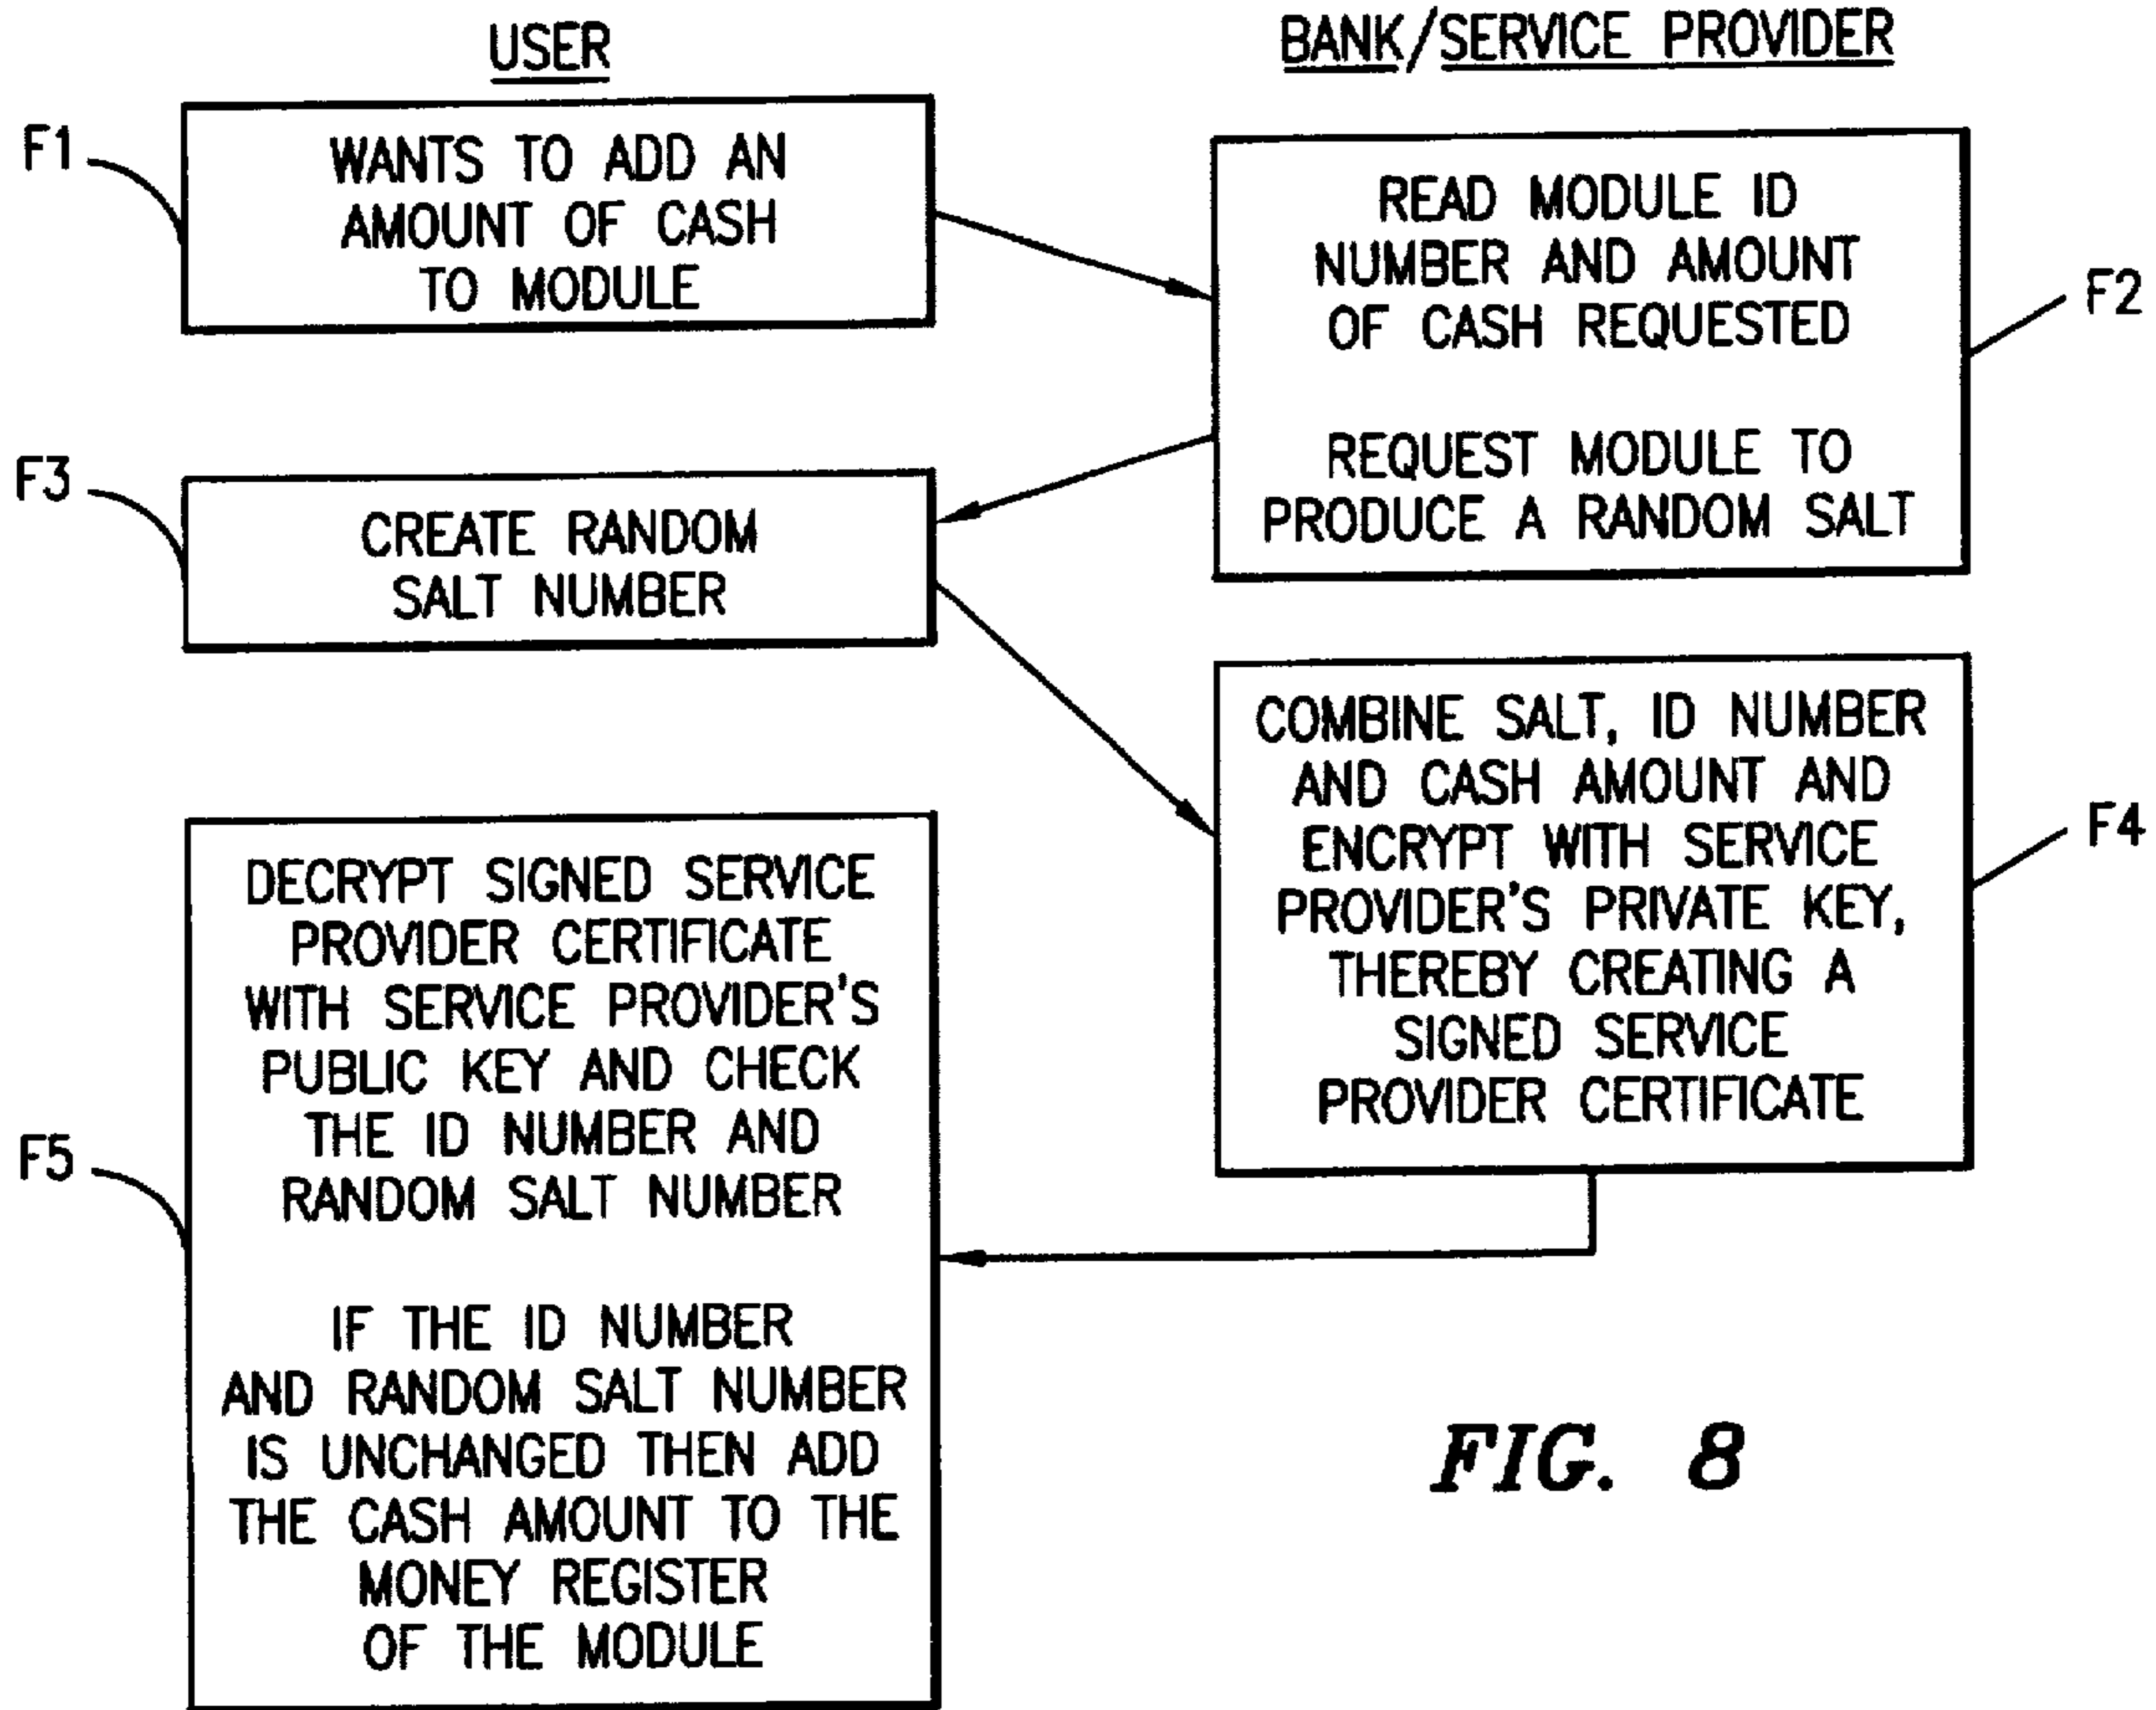 USER
BANK/SERVICE PROVIDER
F1
WANTS TO ADD AN
AMOUNT OF CASH
TO MODULE
READ MODULE ID
NUMBER AND AMOUNT
OF CASH REQUESTED
REQUEST MODULE TO
PRODUCE A RANDOM SALT
F2
F3
CREATE RANDOM
SALT NUMBER
COMBINE SALT, ID NUMBER
AND CASH AMOUNT AND
ENCRYPT WITH SERVICE
PROVIDER'S PRIVATE KEY,
THEREBY CREATING A
SIGNED SERVICE
PROVIDER CERTIFICATE
F4
F5
DECRYPT SIGNED SERVICE
PROVIDER CERTIFICATE
WITH SERVICE PROVIDER'S
PUBLIC KEY AND CHECK
THE ID NUMBER AND
RANDOM SALT NUMBER
IF THE ID NUMBER
AND RANDOM SALT NUMBER
IS UNCHANGED THEN ADD
THE CASH AMOUNT TO THE
MONEY REGISTER
OF THE MODULE
FIG. 8